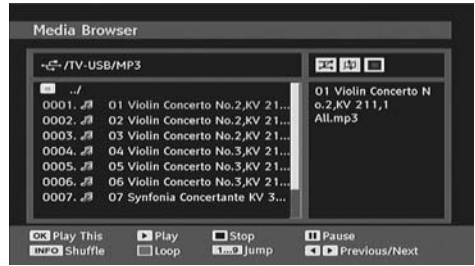 Media Browser
/TV-USB/MP3
../
0001. 01 Violin Concerto No.2,KV 21...
0002. 02 Violin Concerto No.2,KV 21...
0003. 03 Violin Concerto No.2,KV 21...
0004. 04 Violin Concerto No.3,KV 21...
0005. 05 Violin Concerto No.3,KV 21...
0006. 06 Violin Concerto No.3,KV 21...
0007. 07 Synfonia Concertante KV 3...
01 Violin Concerto N
o.2,KV 211,1
All.mp3
OK Play This Play Stop Pause
INFO Shuffle Loop 1...9 Jump Previous/Next